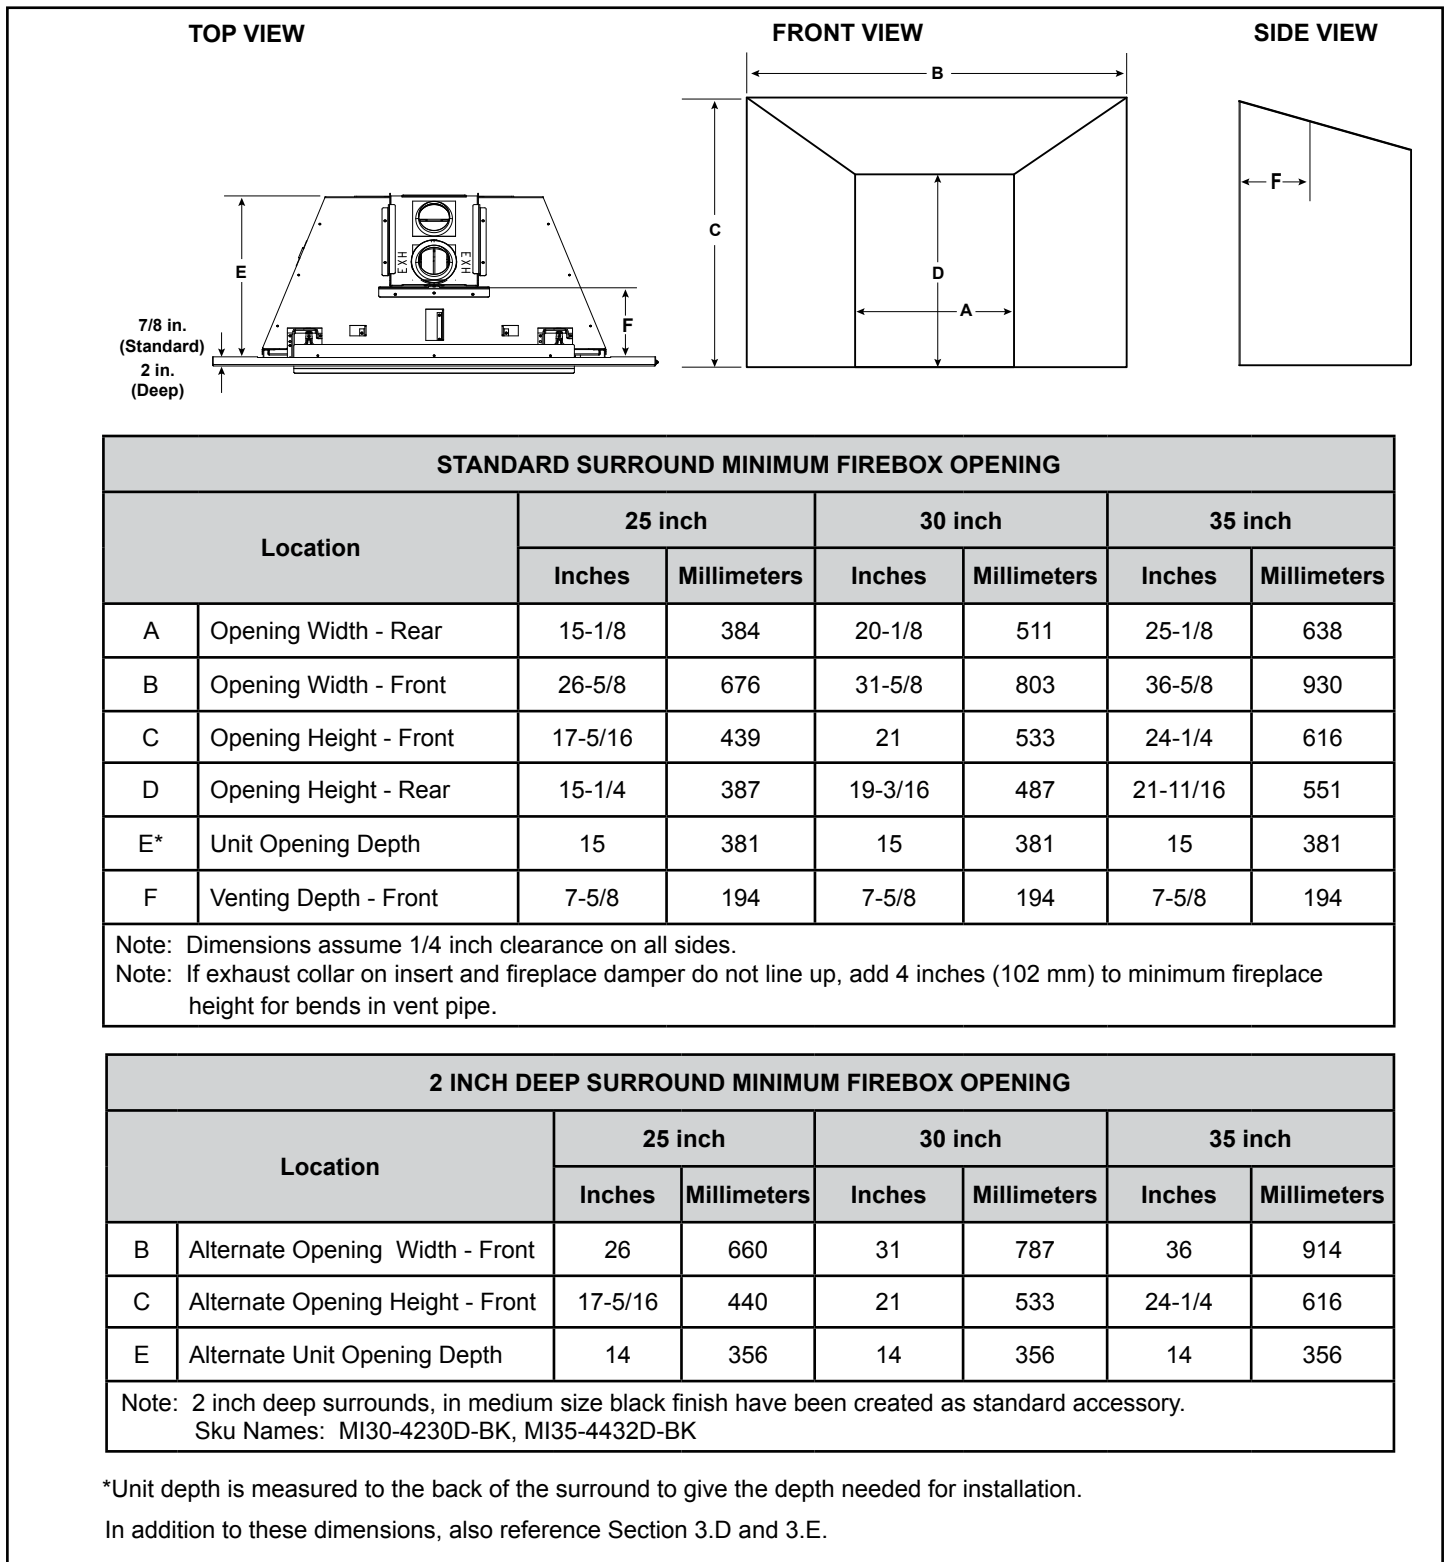 TOP VIEW
FRONT VIEW
SIDE VIEW
B
C
D
A
F
E
F
EXH
EXH
7/8 in.
(Standard)
2 in.
(Deep)
STANDARD SURROUND MINIMUM FIREBOX OPENING
Location 25 inch 30 inch 35 inch
Inches Millimeters Inches Millimeters Inches Millimeters
A Opening Width - Rear 15-1/8 384 20-1/8 511 25-1/8 638
B Opening Width - Front 26-5/8 676 31-5/8 803 36-5/8 930
C Opening Height - Front 17-5/16 439 21 533 24-1/4 616
D Opening Height - Rear 15-1/4 387 19-3/16 487 21-11/16 551
E* Unit Opening Depth 15 381 15 381 15 381
F Venting Depth - Front 7-5/8 194 7-5/8 194 7-5/8 194
Note: Dimensions assume 1/4 inch clearance on all sides.
Note: If exhaust collar on insert and fireplace damper do not line up, add 4 inches (102 mm) to minimum fireplace
height for bends in vent pipe.
2 INCH DEEP SURROUND MINIMUM FIREBOX OPENING
Location 25 inch 30 inch 35 inch
Inches Millimeters Inches Millimeters Inches Millimeters
B Alternate Opening Width - Front 26 660 31 787 36 914
C Alternate Opening Height - Front 17-5/16 440 21 533 24-1/4 616
E Alternate Unit Opening Depth 14 356 14 356 14 356
Note: 2 inch deep surrounds, in medium size black finish have been created as standard accessory.
Sku Names: MI30-4230D-BK, MI35-4432D-BK
*Unit depth is measured to the back of the surround to give the depth needed for installation.
In addition to these dimensions, also reference Section 3.D and 3.E.